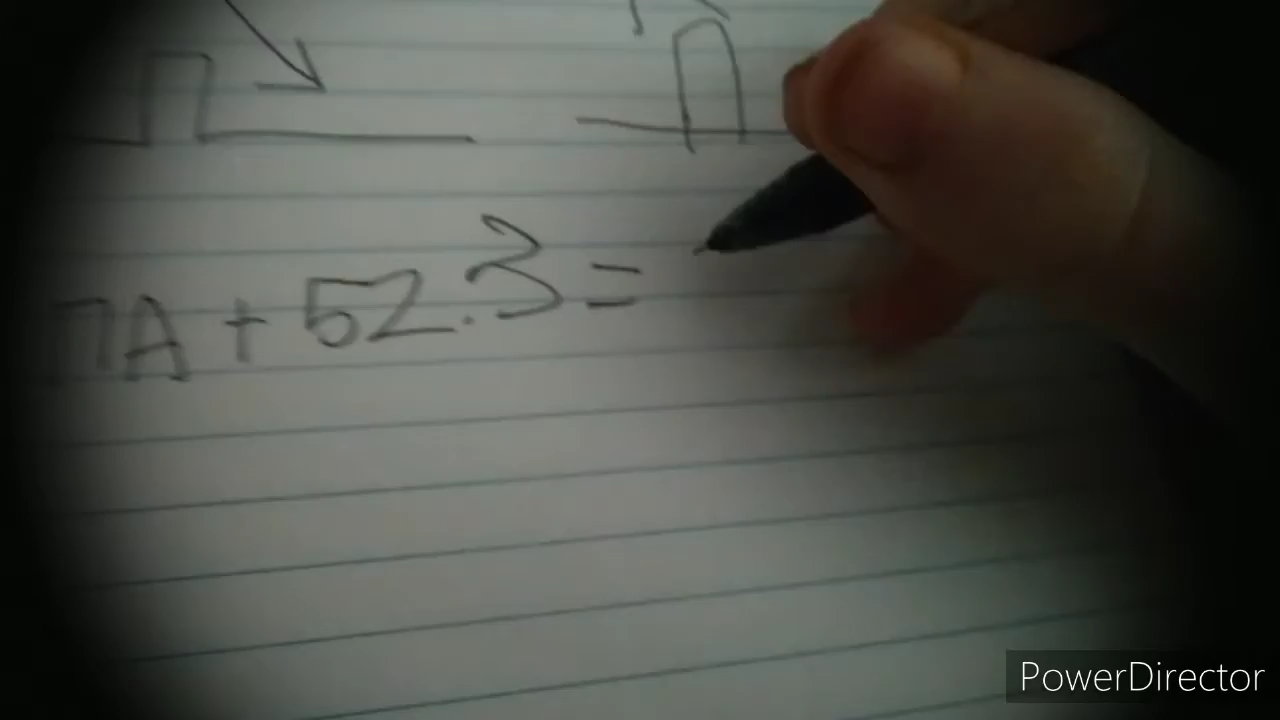 7A + 52.3 =
PowerDirector